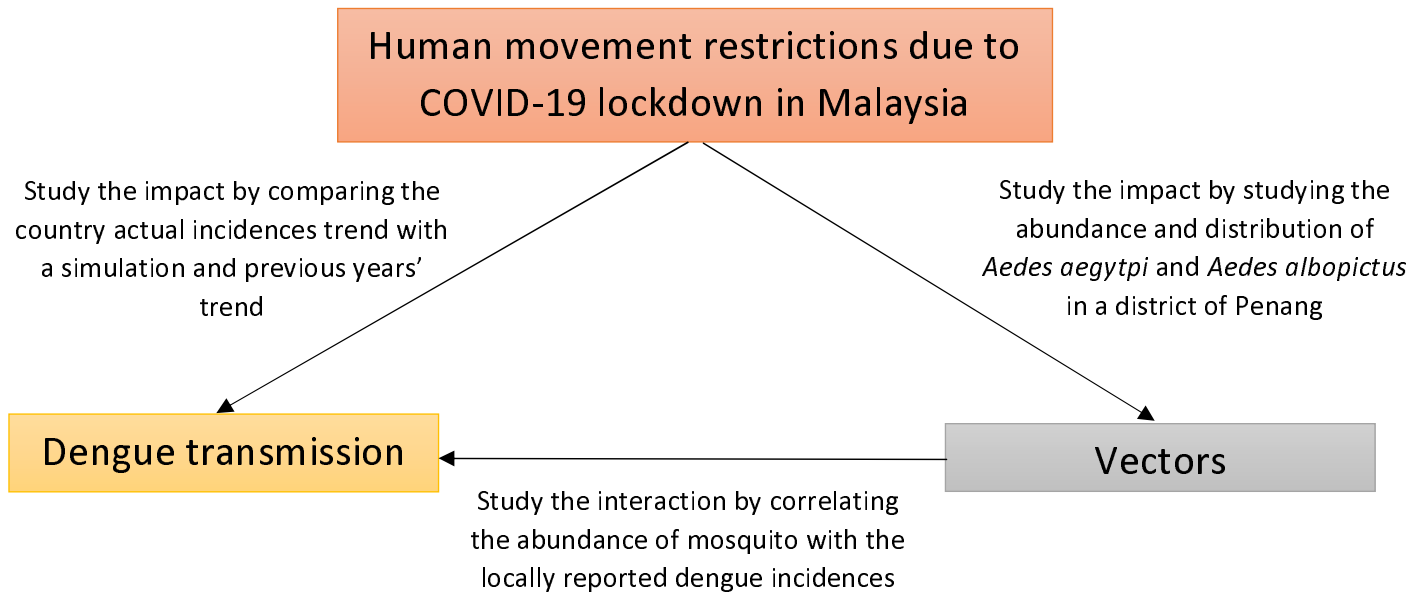 Human movement restrictions due to
COVID-19 lockdown in Malaysia
Study the impact by comparing the
country actual incidences trend with
a simulation and previous years’
trend
Study the impact by studying the
abundance and distribution of
Aedes aegytpi and Aedes albopictus
in a district of Penang
Dengue transmission
Vectors
Study the interaction by correlating
the abundance of mosquito with the
locally reported dengue incidences